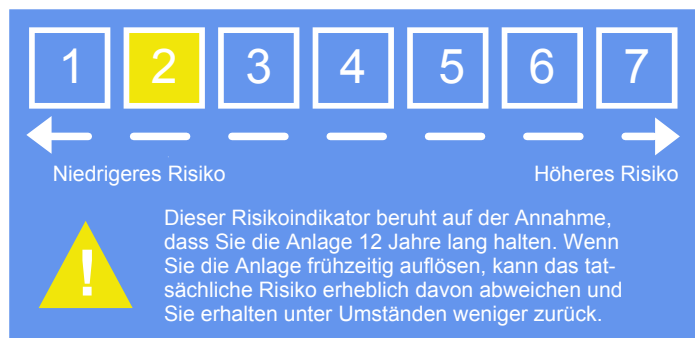 1 2 3 4 5 6 7
Niedrigeres Risiko Höheres Risiko
Dieser Risikoindikator beruht auf der Annahme,
dass Sie die Anlage 12 Jahre lang halten. Wenn
Sie die Anlage frühzeitig auflösen, kann das tat-
sächliche Risiko erheblich davon abweichen und
Sie erhalten unter Umständen weniger zurück.
!